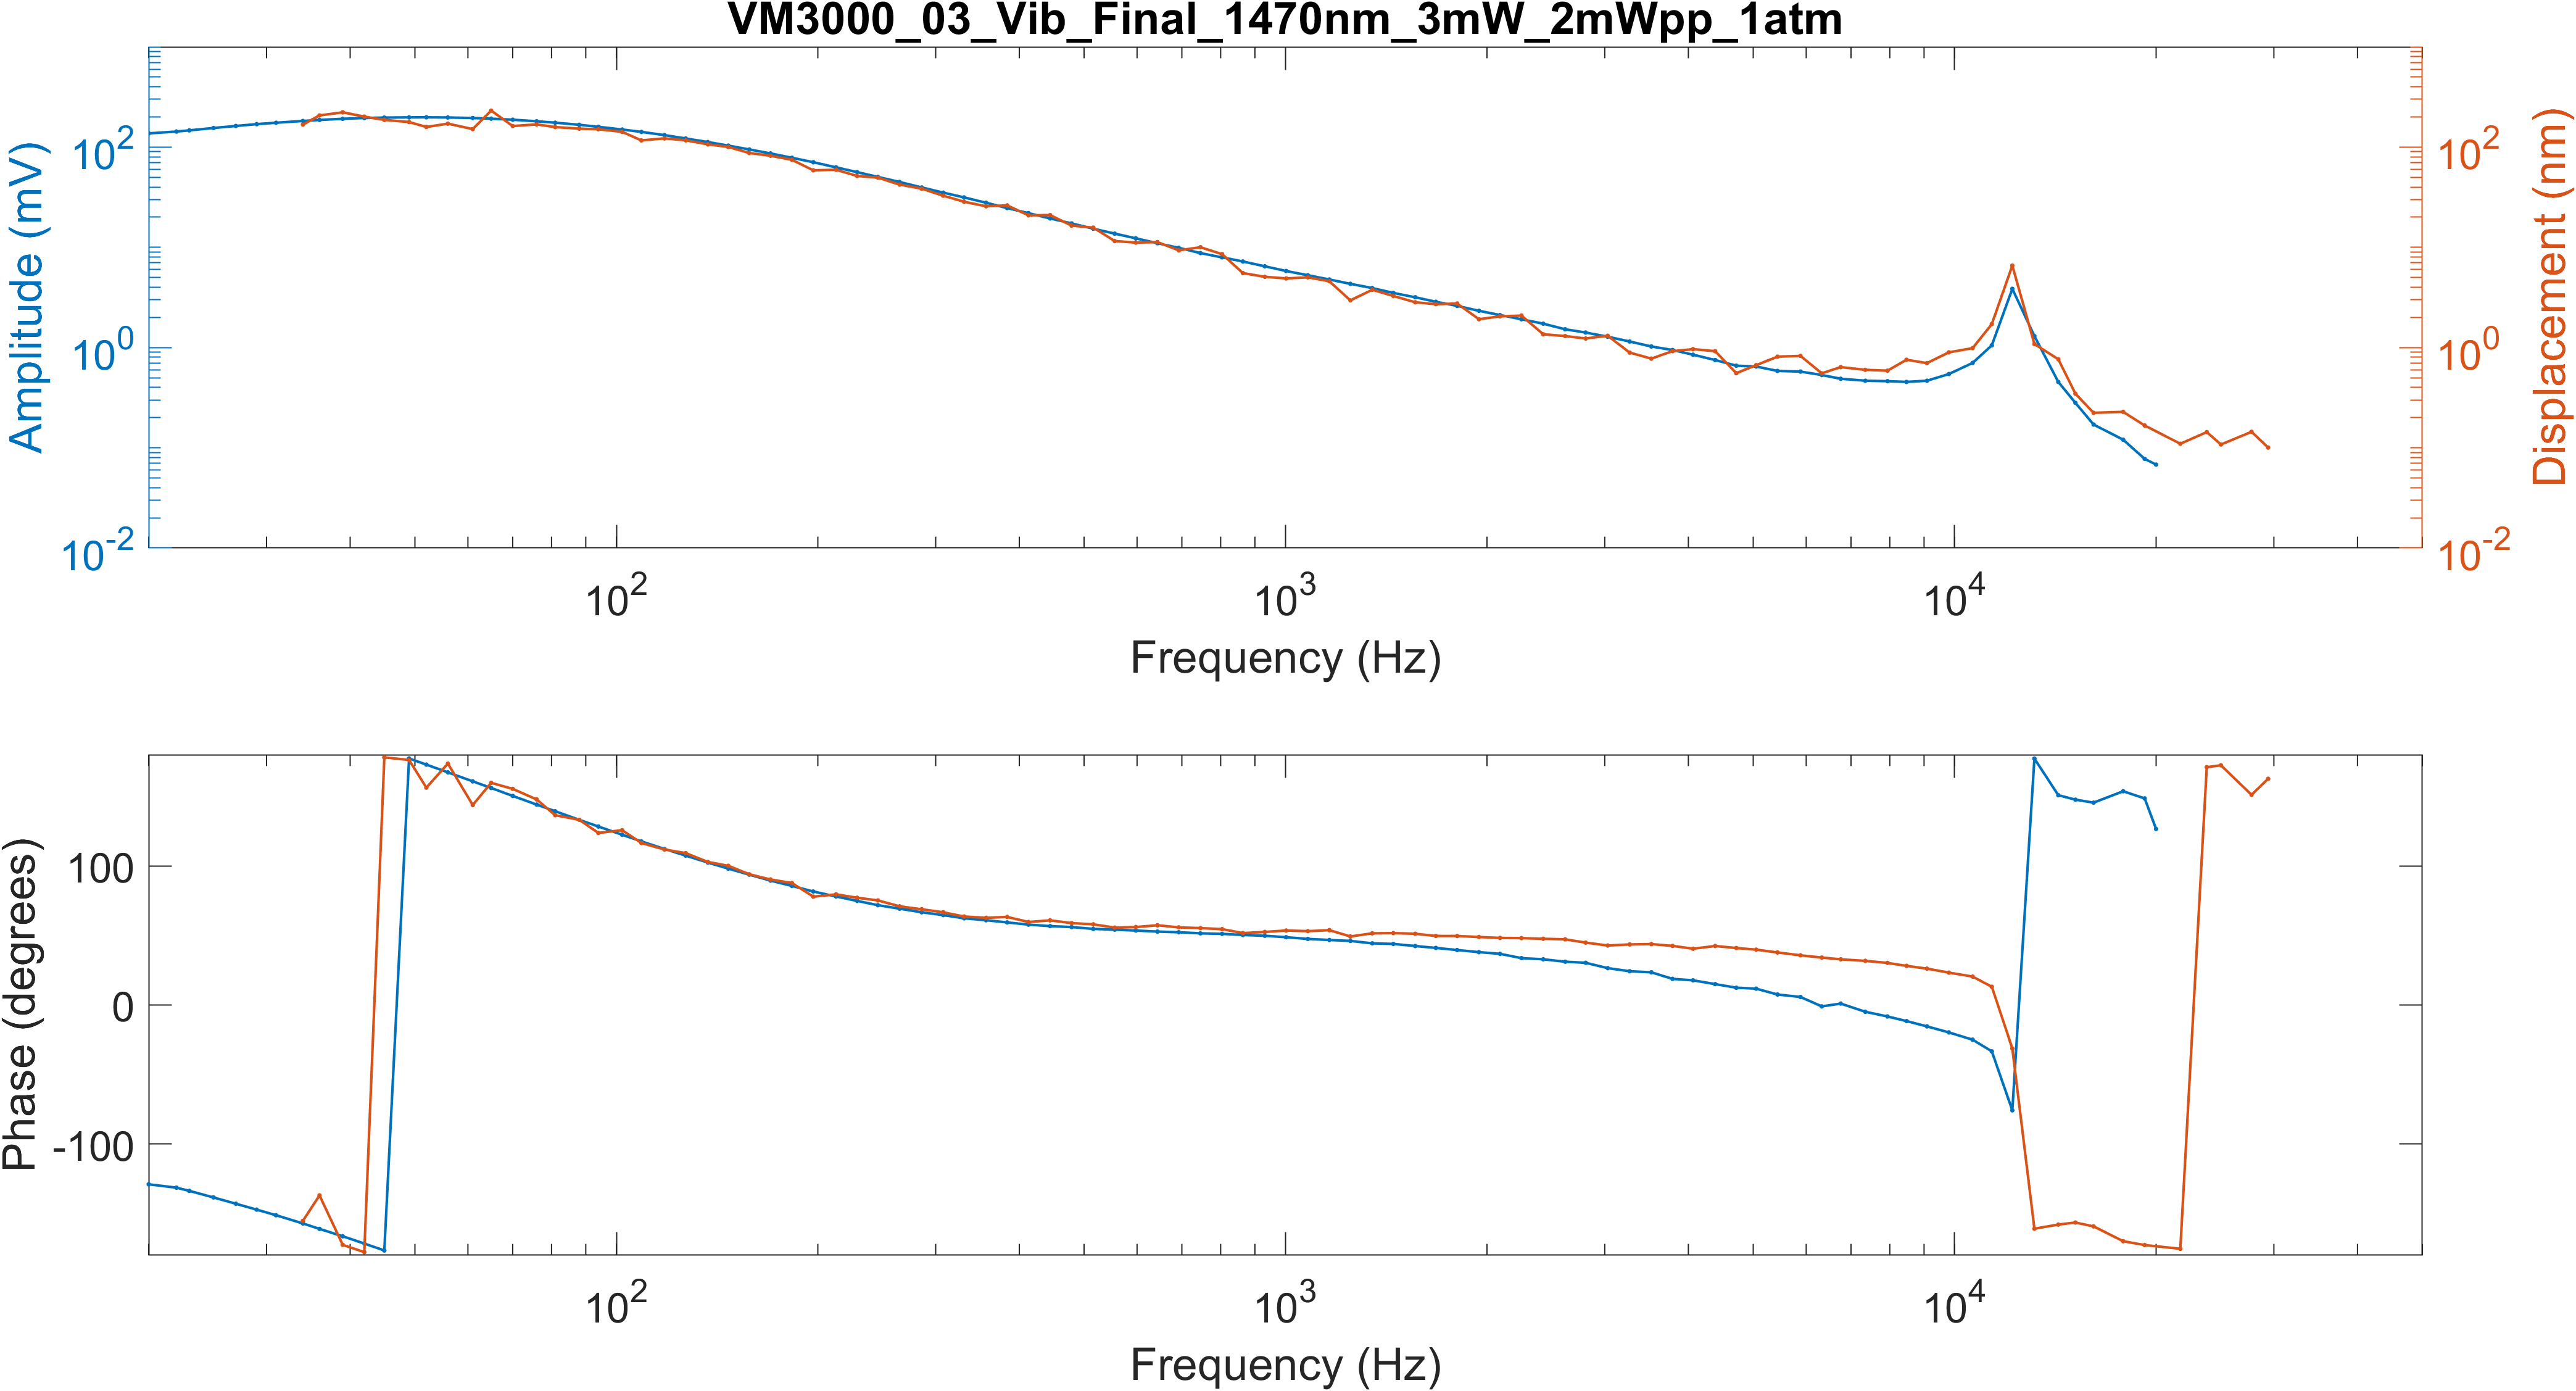 VM3000_03_Vib_Final_1470nm_3mW_2mWpp_1atm
Amplitude (mV)
10^2
10^0
10^-2
Displacement (nm)
10^2
10^0
10^-2
10^2
10^3
10^4
Frequency (Hz)
Phase (degrees)
100
0
-100
10^2
10^3
10^4
Frequency (Hz)